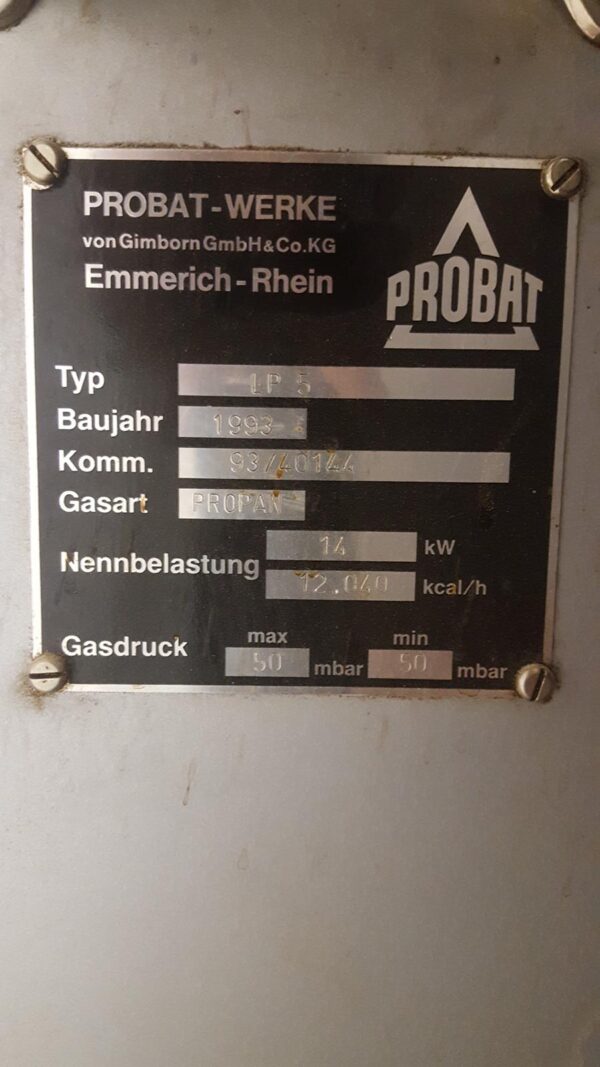 PROBAT-WERKE
von Gimborn GmbH & Co. KG
Emmerich-Rhein
PROBAT
Typ LP 5
Baujahr 1993
Komm. 93/40144
Gasart PROPAN
Nennbelastung 14 kW
12.040 kcal/h
max min
Gasdruck 50 mbar 50 mbar